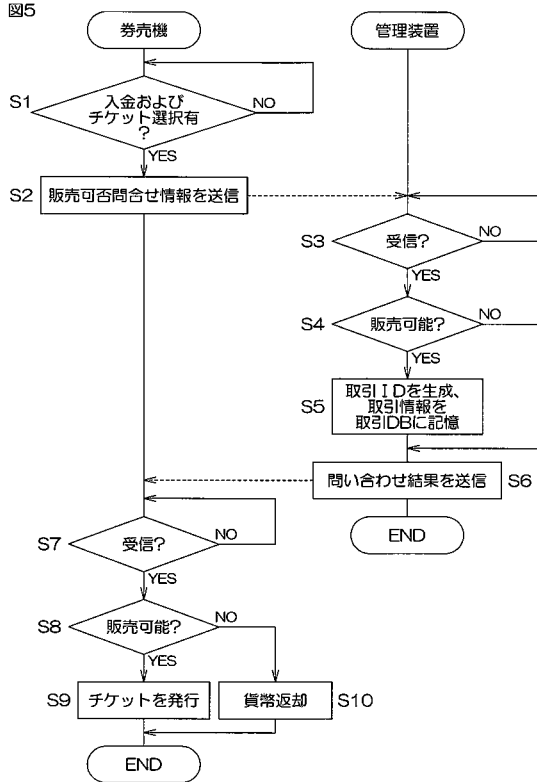 図5
券売機
管理装置
S1
入金および
チケット選択有
?
NO
YES
S2
販売可否問合せ情報を送信
S3
受信?
NO
YES
S4
販売可能?
NO
YES
S5
取引IDを生成、
取引情報を
取引DBに記憶
問い合わせ結果を送信
S6
END
S7
受信?
NO
YES
S8
販売可能?
NO
YES
S9
チケットを発行
貨幣返却
S10
END